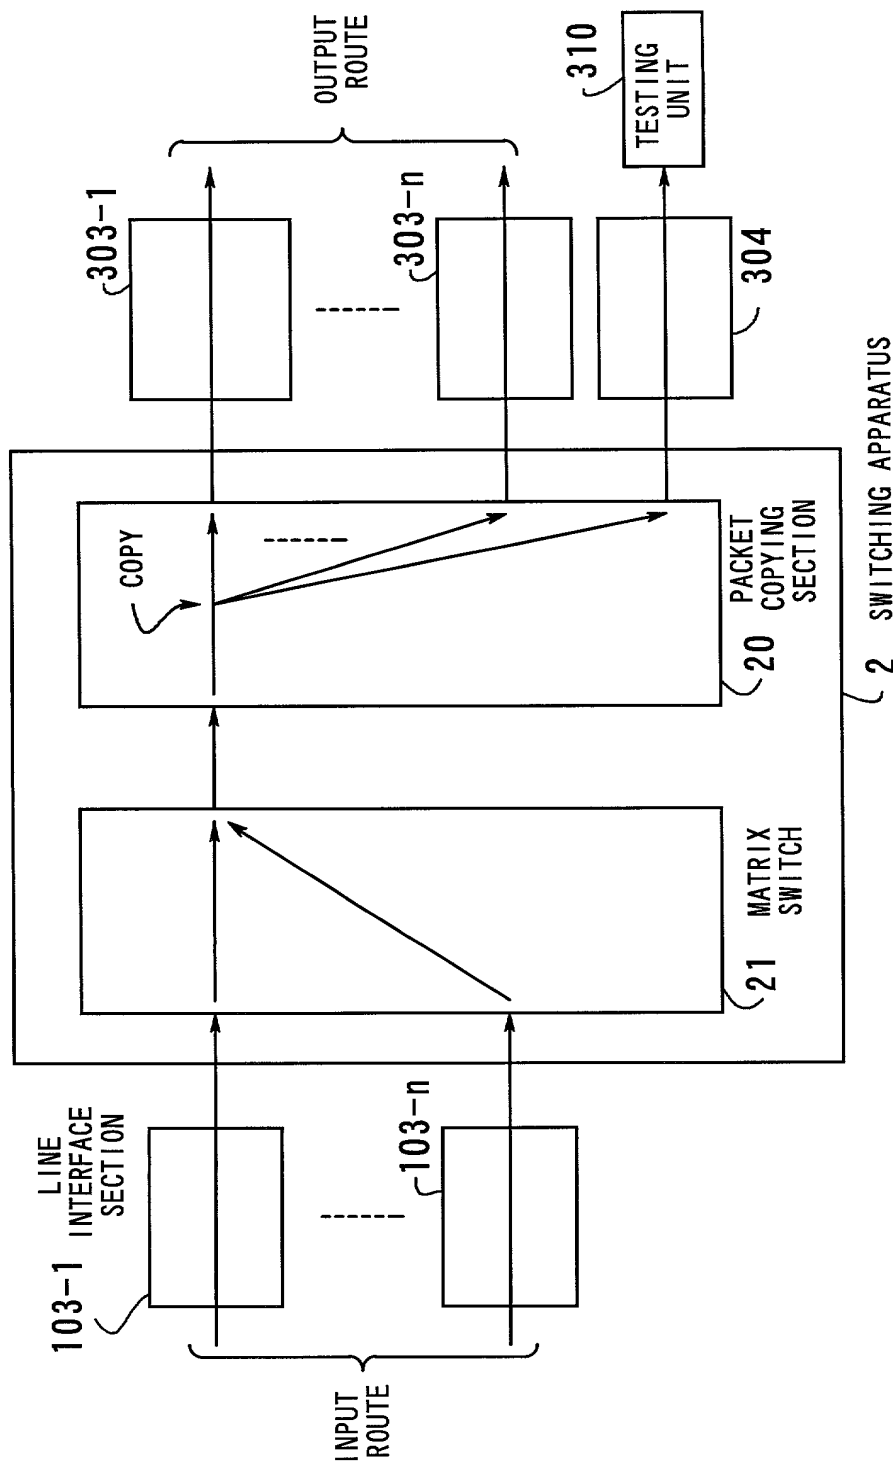 INPUT
ROUTE
103-1
LINE
INTERFACE
SECTION
103-n
21
MATRIX
SWITCH
COPY
20
PACKET
COPYING
SECTION
2
SWITCHING APPARATUS
303-1
303-n
304
OUTPUT
ROUTE
310
TESTING
UNIT